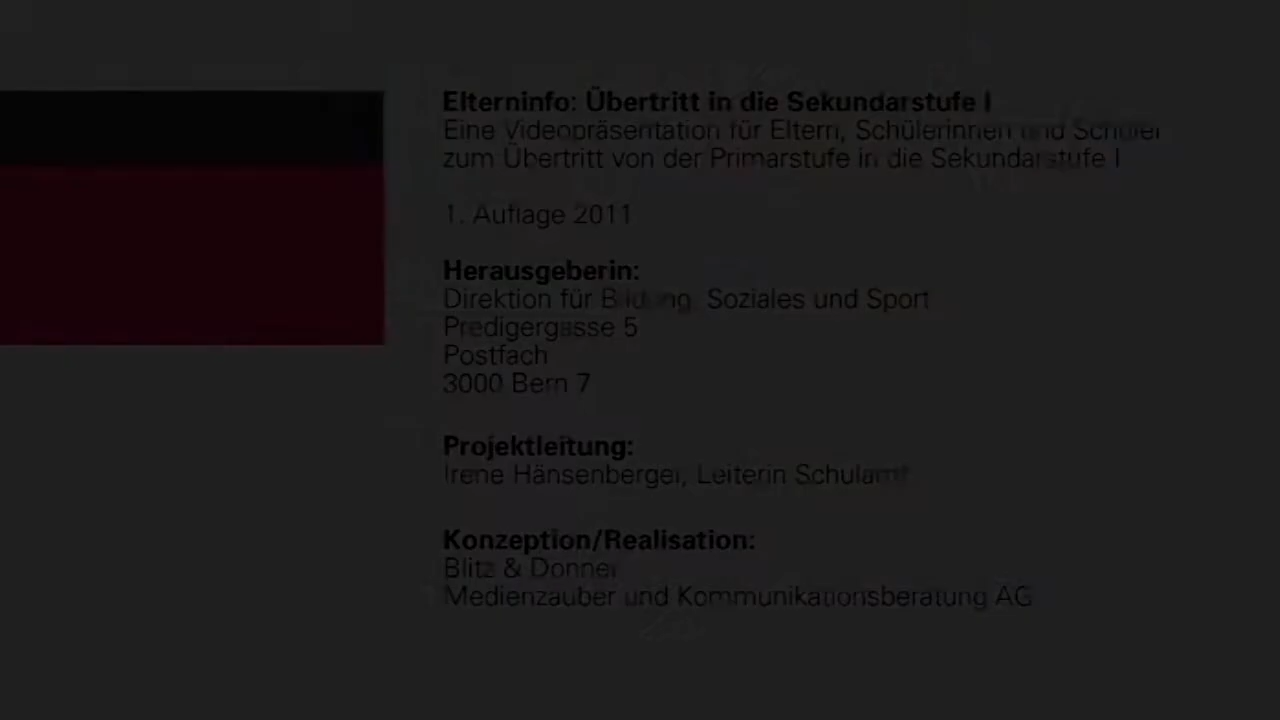 Elterninfo: Übertritt in die Sekundarstufe I
Eine Videopräsentation für Eltern, Schülerinnen und Schüler
zum Übertritt von der Primarstufe in die Sekundarstufe I
1. Auflage 2011
Herausgeberin:
Direktion für Bildung, Soziales und Sport
Predigergasse 5
Postfach
3000 Bern 7
Projektleitung:
Irene Hänsenberger, Leiterin Schulamt
Konzeption/Realisation:
Blitz & Donner
Medienzauber und Kommunikationsberatung AG